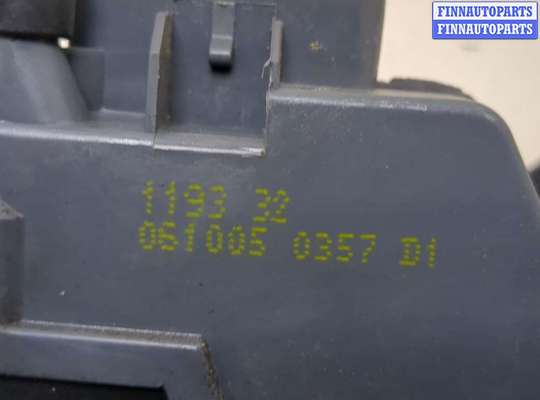 FINNAUTOPARTS
FINNAUTOPARTS
1193 32
061005 0357 D1